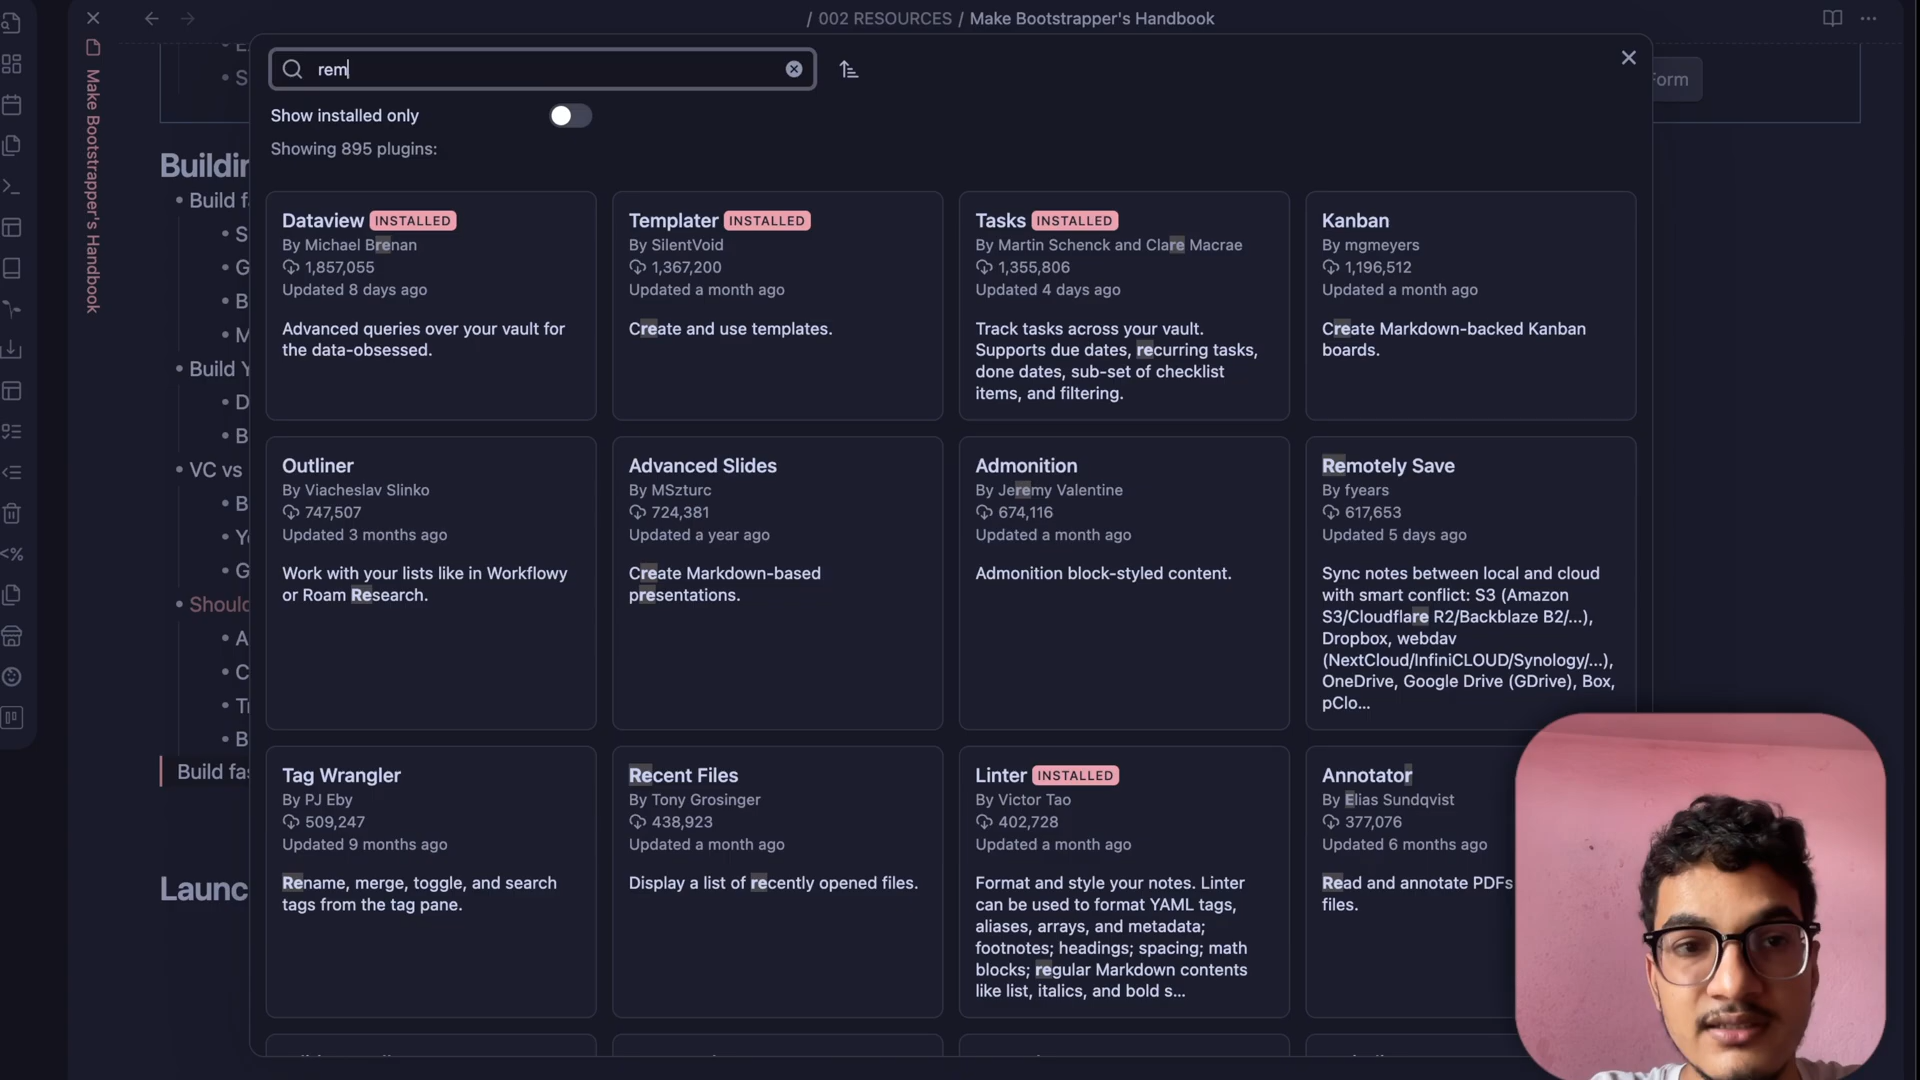 / 002 RESOURCES / Make Bootstrapper's Handbook
Make Bootstrapper's Handbook
rem
Form
Show installed only
Showing 895 plugins:
Buildin
• Build fa
• S
• G
• B
• M
• Build Y
• D
• B
• VC vs
• B
• Yo
• G
• Should
• A
• C
• Tr
• B
Build fas
Launc
Dataview INSTALLED
By Michael Brenan
1,857,055
Updated 8 days ago
Advanced queries over your vault for
the data-obsessed.
Templater INSTALLED
By SilentVoid
1,367,200
Updated a month ago
Create and use templates.
Tasks INSTALLED
By Martin Schenck and Clare Macrae
1,355,806
Updated 4 days ago
Track tasks across your vault.
Supports due dates, recurring tasks,
done dates, sub-set of checklist
items, and filtering.
Kanban
By mgmeyers
1,196,512
Updated a month ago
Create Markdown-backed Kanban
boards.
Outliner
By Viacheslav Slinko
747,507
Updated 3 months ago
Work with your lists like in Workflowy
or Roam Research.
Advanced Slides
By MSzturc
724,381
Updated a year ago
Create Markdown-based
presentations.
Admonition
By Jeremy Valentine
674,116
Updated a month ago
Admonition block-styled content.
Remotely Save
By fyears
617,653
Updated 5 days ago
Sync notes between local and cloud
with smart conflict: S3 (Amazon
S3/Cloudflare R2/Backblaze B2/...),
Dropbox, webdav
(NextCloud/InfiniCLOUD/Synology/...),
OneDrive, Google Drive (GDrive), Box,
pClo...
Tag Wrangler
By PJ Eby
509,247
Updated 9 months ago
Rename, merge, toggle, and search
tags from the tag pane.
Recent Files
By Tony Grosinger
438,923
Updated a month ago
Display a list of recently opened files.
Linter INSTALLED
By Victor Tao
402,728
Updated a month ago
Format and style your notes. Linter
can be used to format YAML tags,
aliases, arrays, and metadata;
footnotes; headings; spacing; math
blocks; regular Markdown contents
like list, italics, and bold s...
Annotator
By Elias Sundqvist
377,076
Updated 6 months ago
Read and annotate PDFs
files.